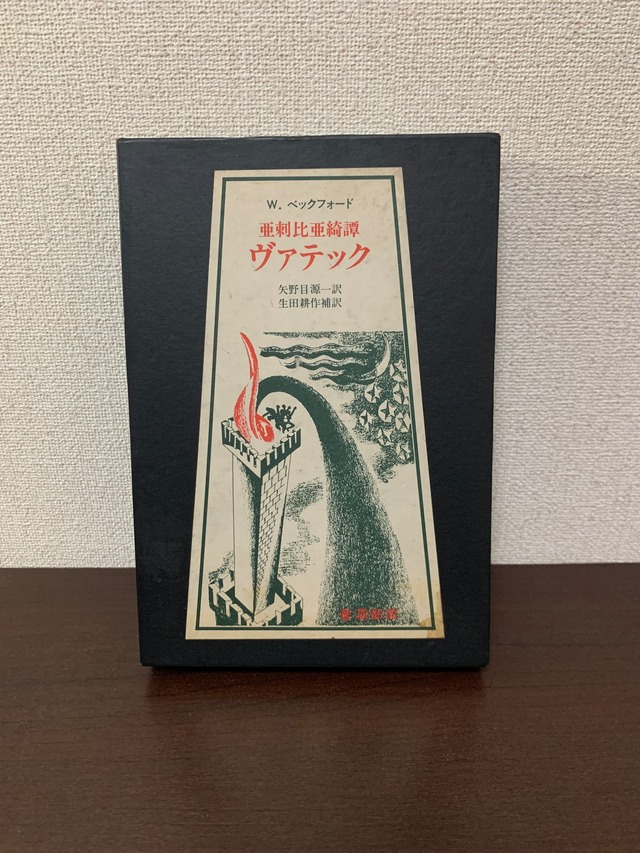 W. ベックフォード
亜刺比亜綺譚
ヴァテック
矢野目源一訳
生田耕作補訳